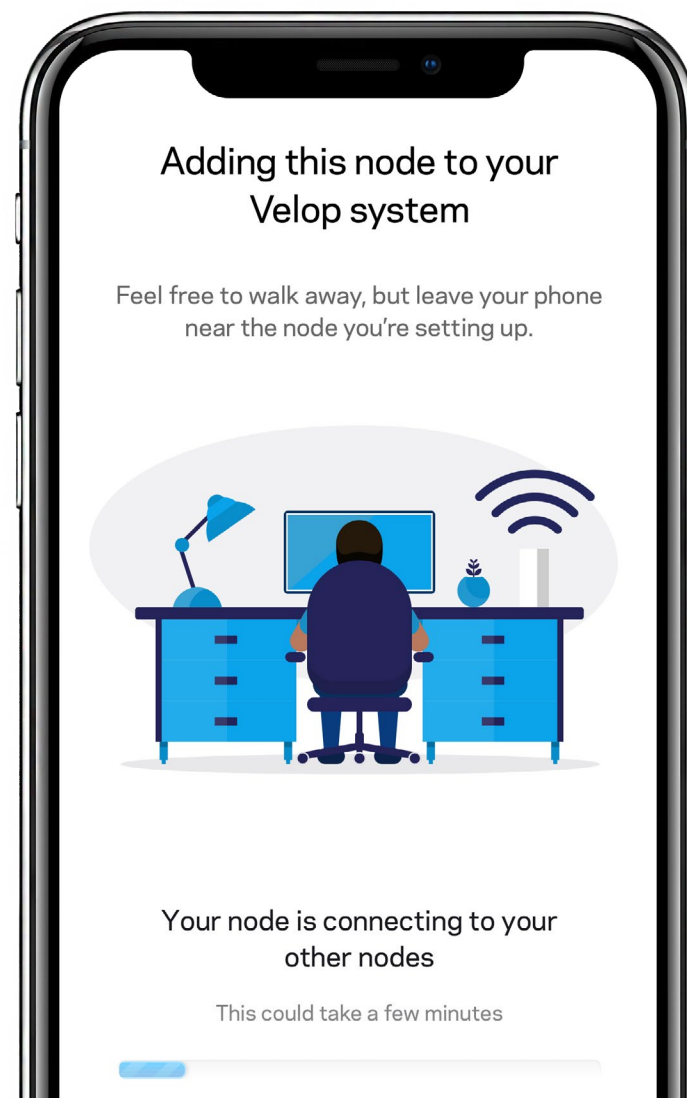 Adding this node to your
Velop system
Feel free to walk away, but leave your phone
near the node you're setting up.
Your node is connecting to your
other nodes
This could take a few minutes